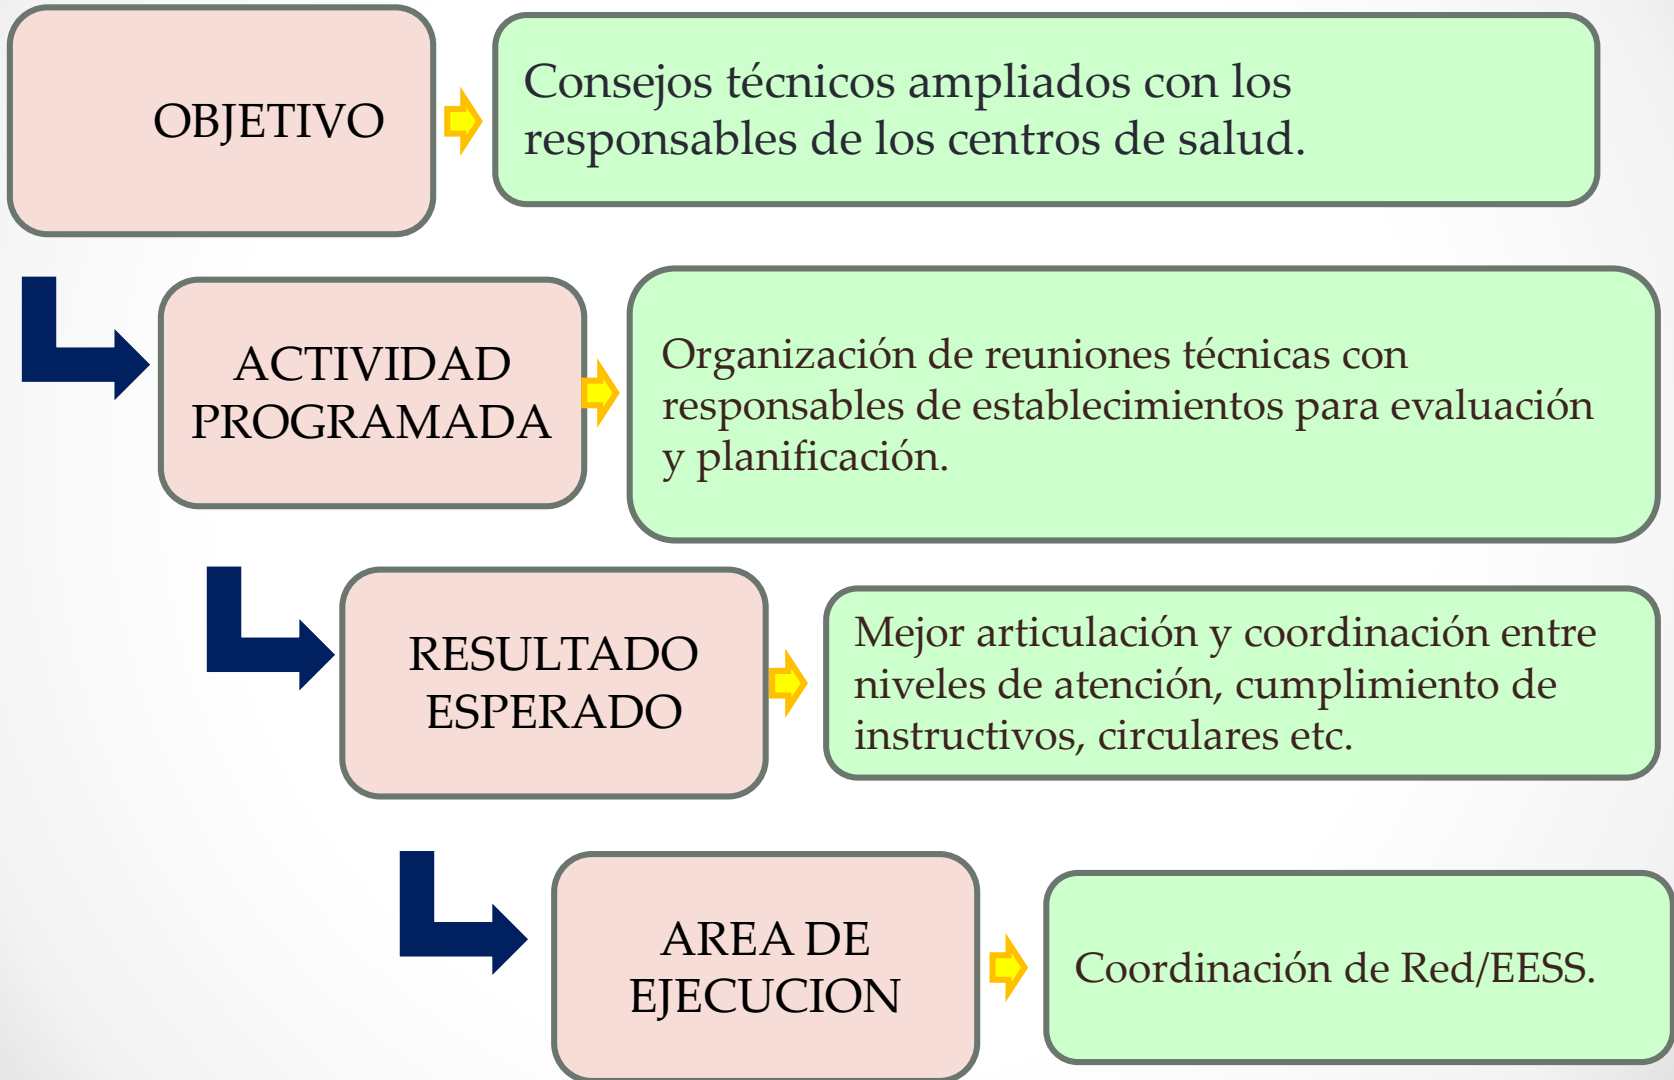 OBJETIVO
Consejos técnicos ampliados con los
responsables de los centros de salud.
ACTIVIDAD
PROGRAMADA
Organización de reuniones técnicas con
responsables de establecimientos para evaluación
y planificación.
RESULTADO
ESPERADO
Mejor articulación y coordinación entre
niveles de atención, cumplimiento de
instructivos, circulares etc.
AREA DE
EJECUCION
Coordinación de Red/EESS.